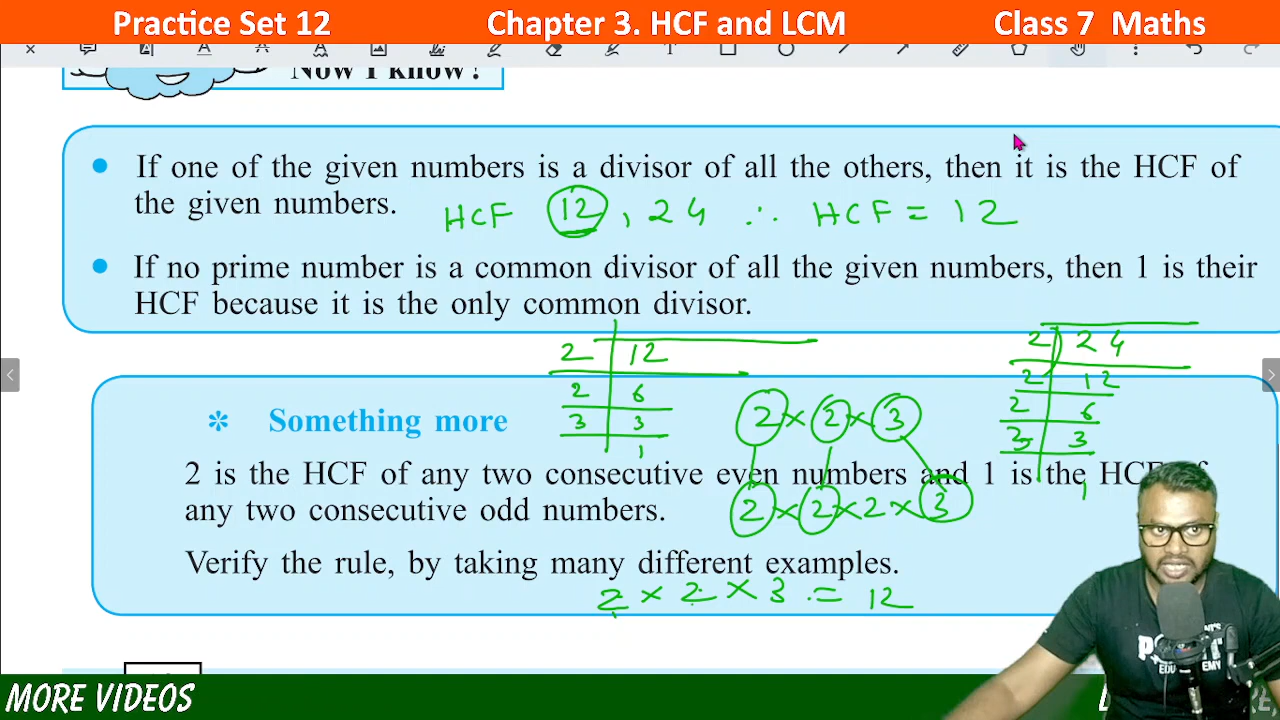 Practice Set 12 Chapter 3. HCF and LCM Class 7 Maths
Now I know!
• If one of the given numbers is a divisor of all the others, then it is the HCF of
the given numbers. HCF 12, 24 ∴ HCF = 12
• If no prime number is a common divisor of all the given numbers, then 1 is their
HCF because it is the only common divisor.
2 12
2 6
3 3
1
2 24
2 12
2 6
3 3
1
2 × 2 × 3
* Something more
2 is the HCF of any two consecutive even numbers and 1 is the HCF of
any two consecutive odd numbers.
2 × 2 × 2 × 3
Verify the rule, by taking many different examples.
2 × 2 × 3 = 12
MORE VIDEOS